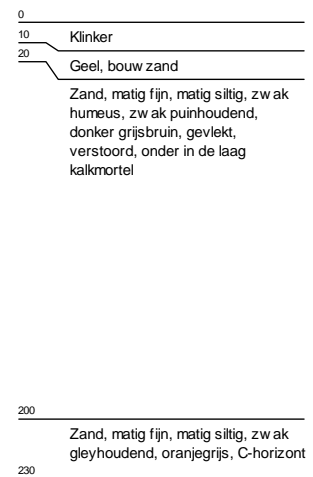 0
10 Klinker
20
Geel, bouw zand
Zand, matig fijn, matig siltig, zw ak
humeus, zw ak puinhoudend,
donker grijsbruin, gevlekt,
verstoord, onder in de laag
kalkmortel
200
Zand, matig fijn, matig siltig, zw ak
gleyhoudend, oranjegrijs, C-horizont
230